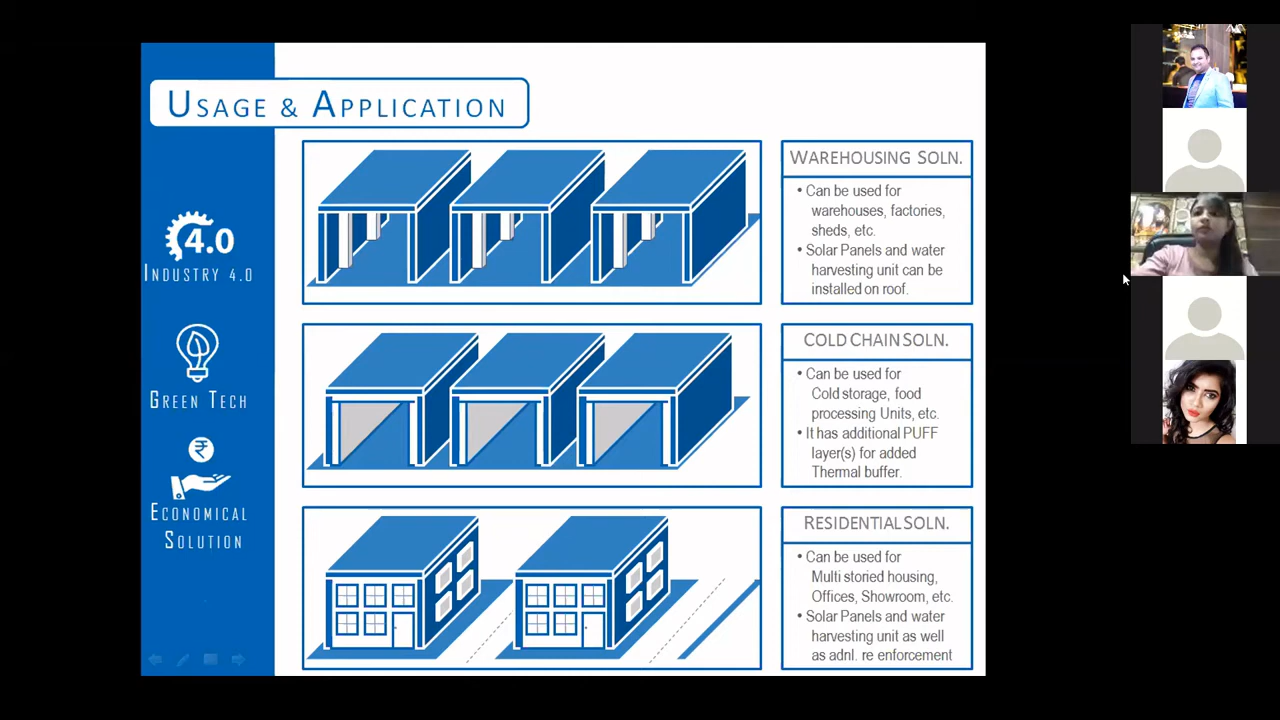 USAGE & APPLICATION
4.0
INDUSTRY 4.0
GREEN TECH
₹
ECONOMICAL
SOLUTION
WAREHOUSING SOLN.
• Can be used for
warehouses, factories,
sheds, etc.
• Solar Panels and water
harvesting unit can be
installed on roof.
COLD CHAIN SOLN.
• Can be used for
Cold storage, food
processing Units, etc.
• It has additional PUFF
layer(s) for added
Thermal buffer.
RESIDENTIAL SOLN.
• Can be used for
Multi storied housing,
Offices, Showroom, etc.
• Solar Panels and water
harvesting unit as well
as adnl. re enforcement